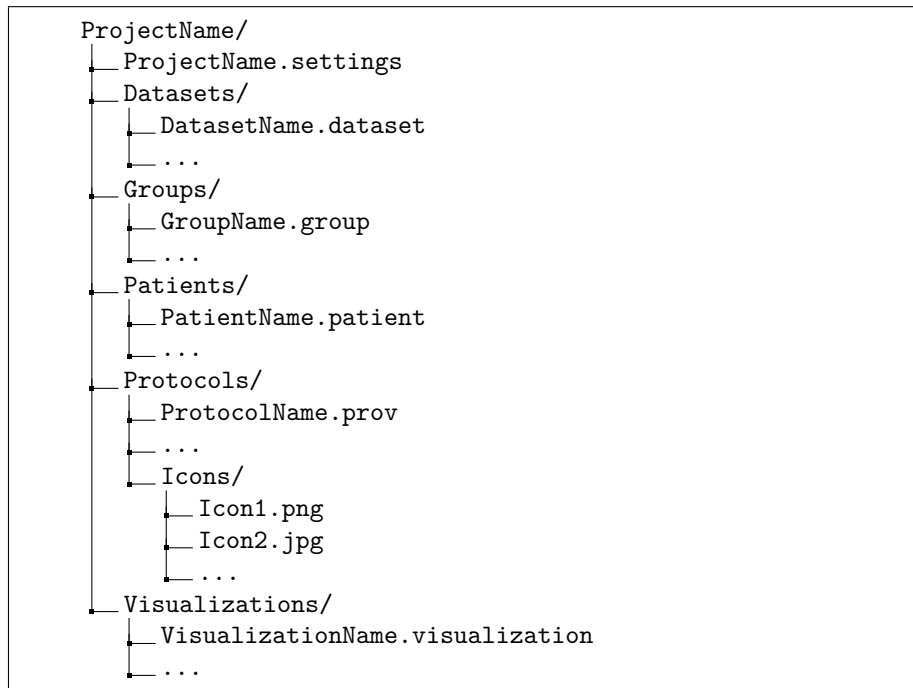 ProjectName/
ProjectName.settings
Datasets/
DatasetName.dataset
...
Groups/
GroupName.group
...
Patients/
PatientName.patient
...
Protocols/
ProtocolName.prov
...
Icons/
Icon1.png
Icon2.jpg
...
Visualizations/
VisualizationName.visualization
...